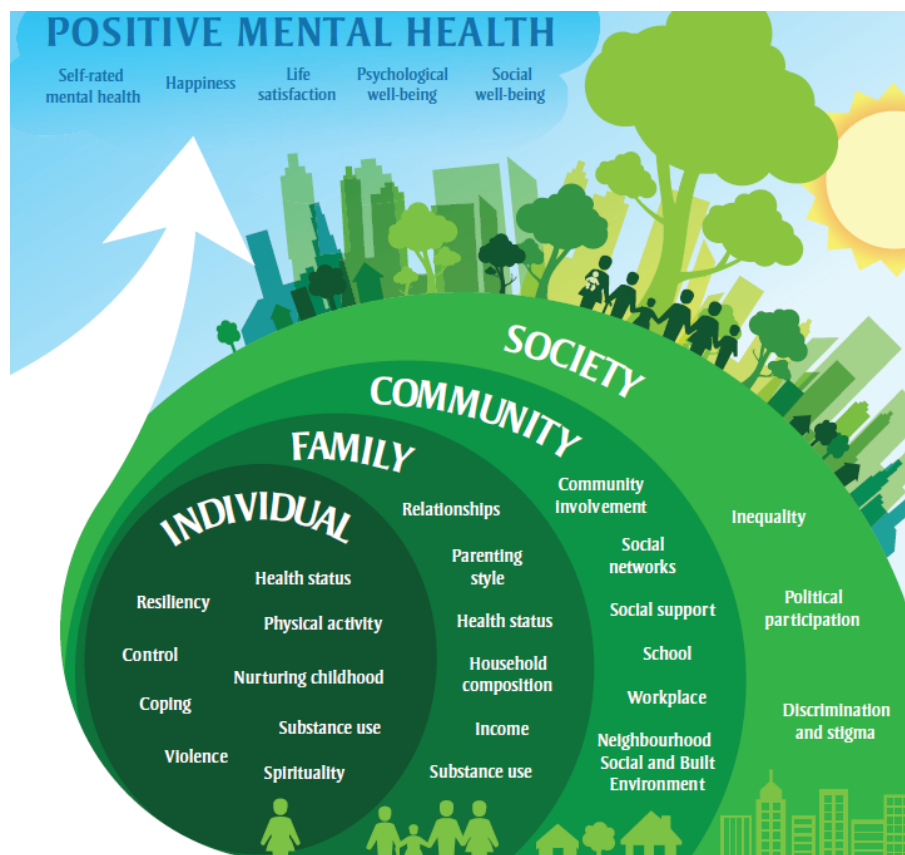 POSITIVE MENTAL HEALTH
Self-rated
mental health
Happiness
Life
satisfaction
Psychological
well-being
Social
well-being
SOCIETY
Inequality
Political
participation
Discrimination
and stigma
COMMUNITY
Community
involvement
Social
networks
Social support
School
Workplace
Neighbourhood
Social and Built
Environment
FAMILY
Relationships
Parenting
style
Health status
Household
composition
Income
Substance use
INDIVIDUAL
Health status
Resiliency
Physical activity
Control
Nurturing childhood
Coping
Substance use
Violence
Spirituality